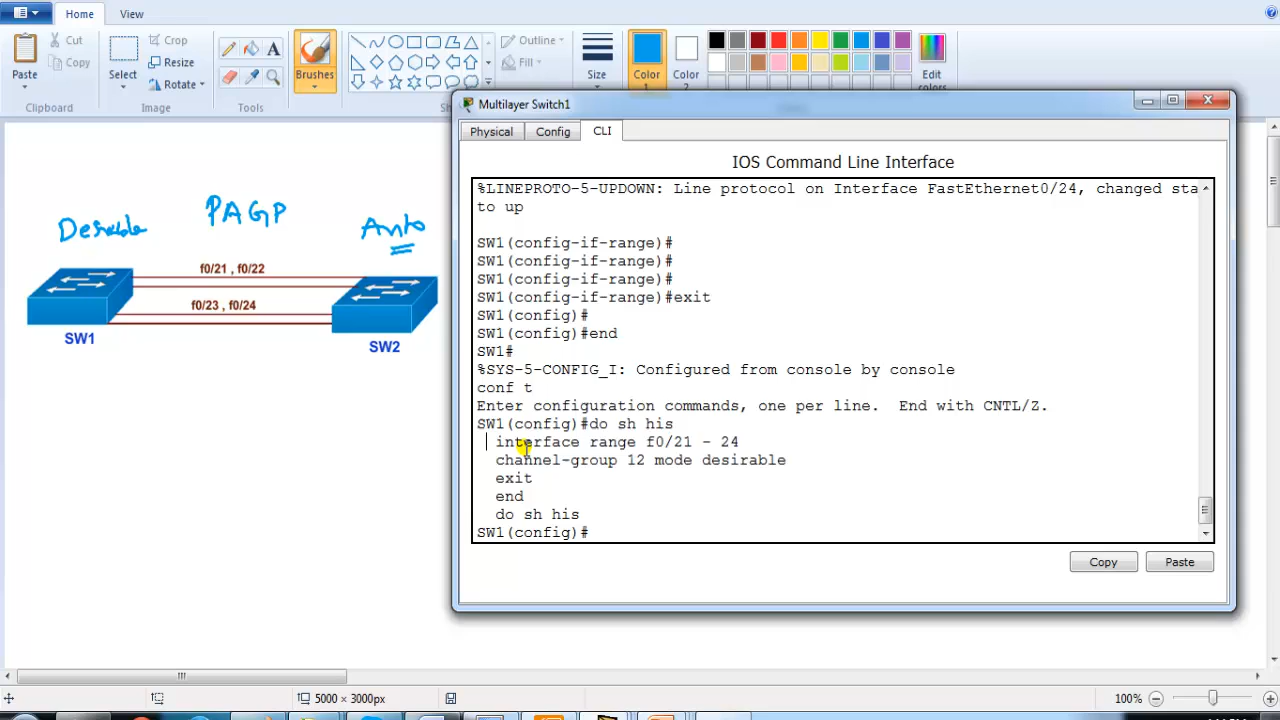 Home
View
Cut
Copy
Paste
Clipboard
Select
Crop
Resize
Rotate
Image
A
Tools
Brushes
Outline
Fill
Size
Color
1
Color
2
Edit
colors
Multilayer Switch1
Physical
Config
CLI
IOS Command Line Interface
%LINEPROTO-5-UPDOWN: Line protocol on Interface FastEthernet0/24, changed sta
to up
SW1(config-if-range)#
SW1(config-if-range)#
SW1(config-if-range)#
SW1(config-if-range)#exit
SW1(config)#
SW1(config)#end
SW1#
%SYS-5-CONFIG_I: Configured from console by console
conf t
Enter configuration commands, one per line.  End with CNTL/Z.
SW1(config)#do sh his
interface range f0/21 - 24
channel-group 12 mode desirable
exit
end
do sh his
SW1(config)#
Copy
Paste
PAGP
Desirable
Auto
f0/21 , f0/22
f0/23 , f0/24
SW1
SW2
5000 × 3000px
100%